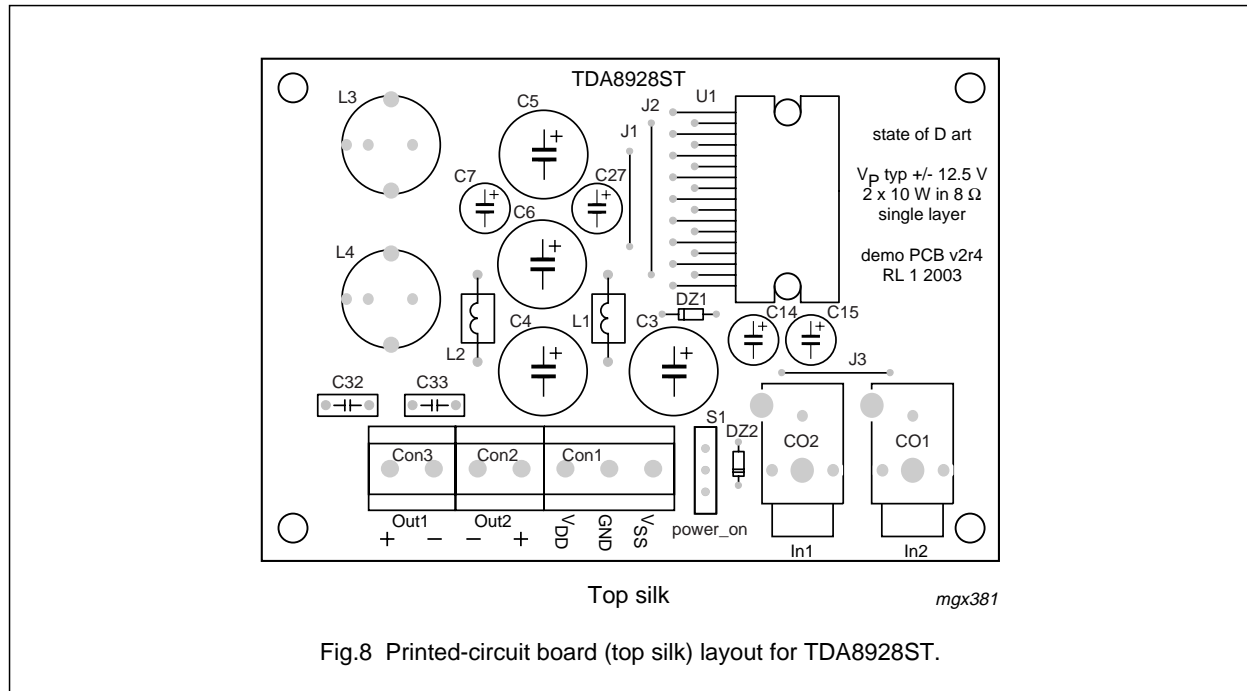 TDA8928ST
L3
C5
U1
J2
J1
state of D art
C7
C27
VP typ +/- 12.5 V
2 x 10 W in 8 Ω
single layer
C6
L4
demo PCB v2r4
RL 1 2003
DZ1
C14
C15
C4
L1
C3
L2
J3
C32
C33
S1
DZ2
CO2
CO1
Con3
Con2
Con1
Out1
Out2
VDD
GND
VSS
power_on
+ − − +
In1
In2
Top silk
mgx381
Fig.8 Printed-circuit board (top silk) layout for TDA8928ST.